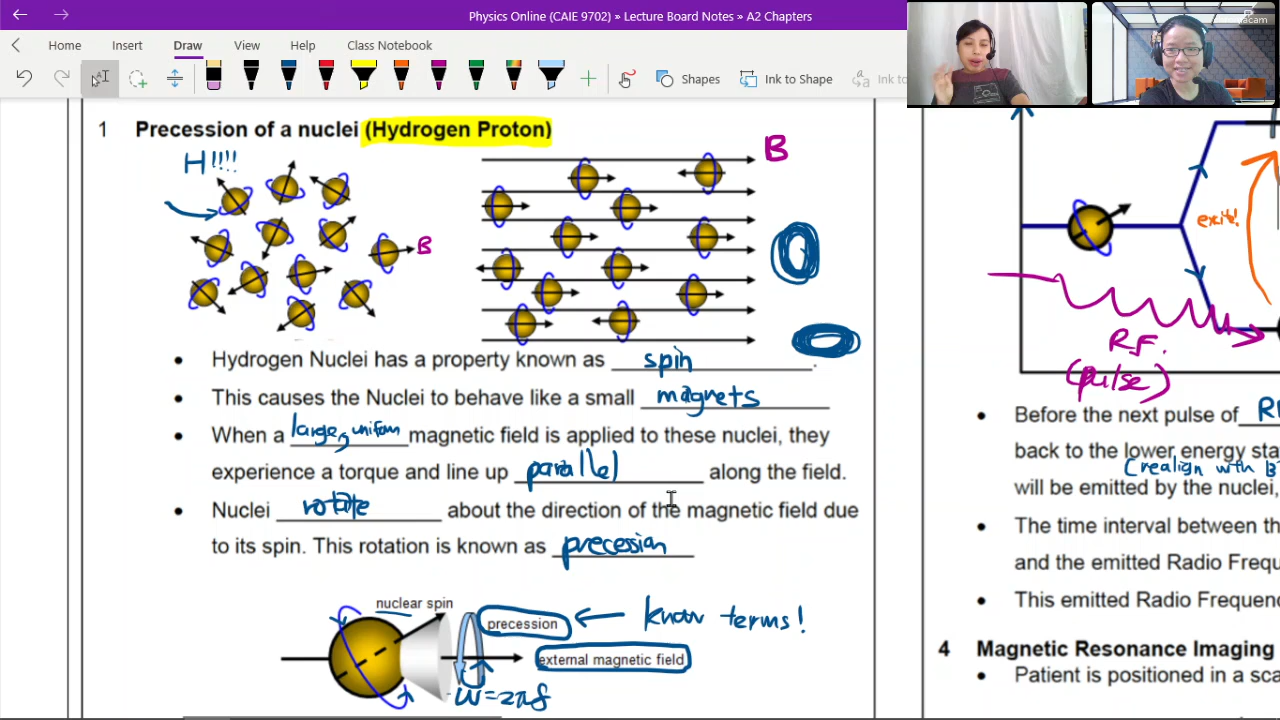 Physics Online (CAIE 9702) » Lecture Board Notes » A2 Chapters
Home Insert Draw View Help Class Notebook
Shapes Ink to Shape Ink to
1 Precession of a nuclei (Hydrogen Proton)
H!!!!
B
B
• Hydrogen Nuclei has a property known as spin.
• This causes the Nuclei to behave like a small magnets
• When a large, uniform magnetic field is applied to these nuclei, they
experience a torque and line up parallel along the field.
• Nuclei rotate about the direction of the magnetic field due
to its spin. This rotation is known as precession
nuclear spin
precession ← know terms!
external magnetic field
ω=2πf
exite!
R.F.
(pulse)
• Before the next pulse of
back to the lower energy sta
(realign with B
will be emitted by the nuclei,
• The time interval between th
and the emitted Radio Frequ
• This emitted Radio Frequenc
4 Magnetic Resonance Imaging
• Patient is positioned in a sca